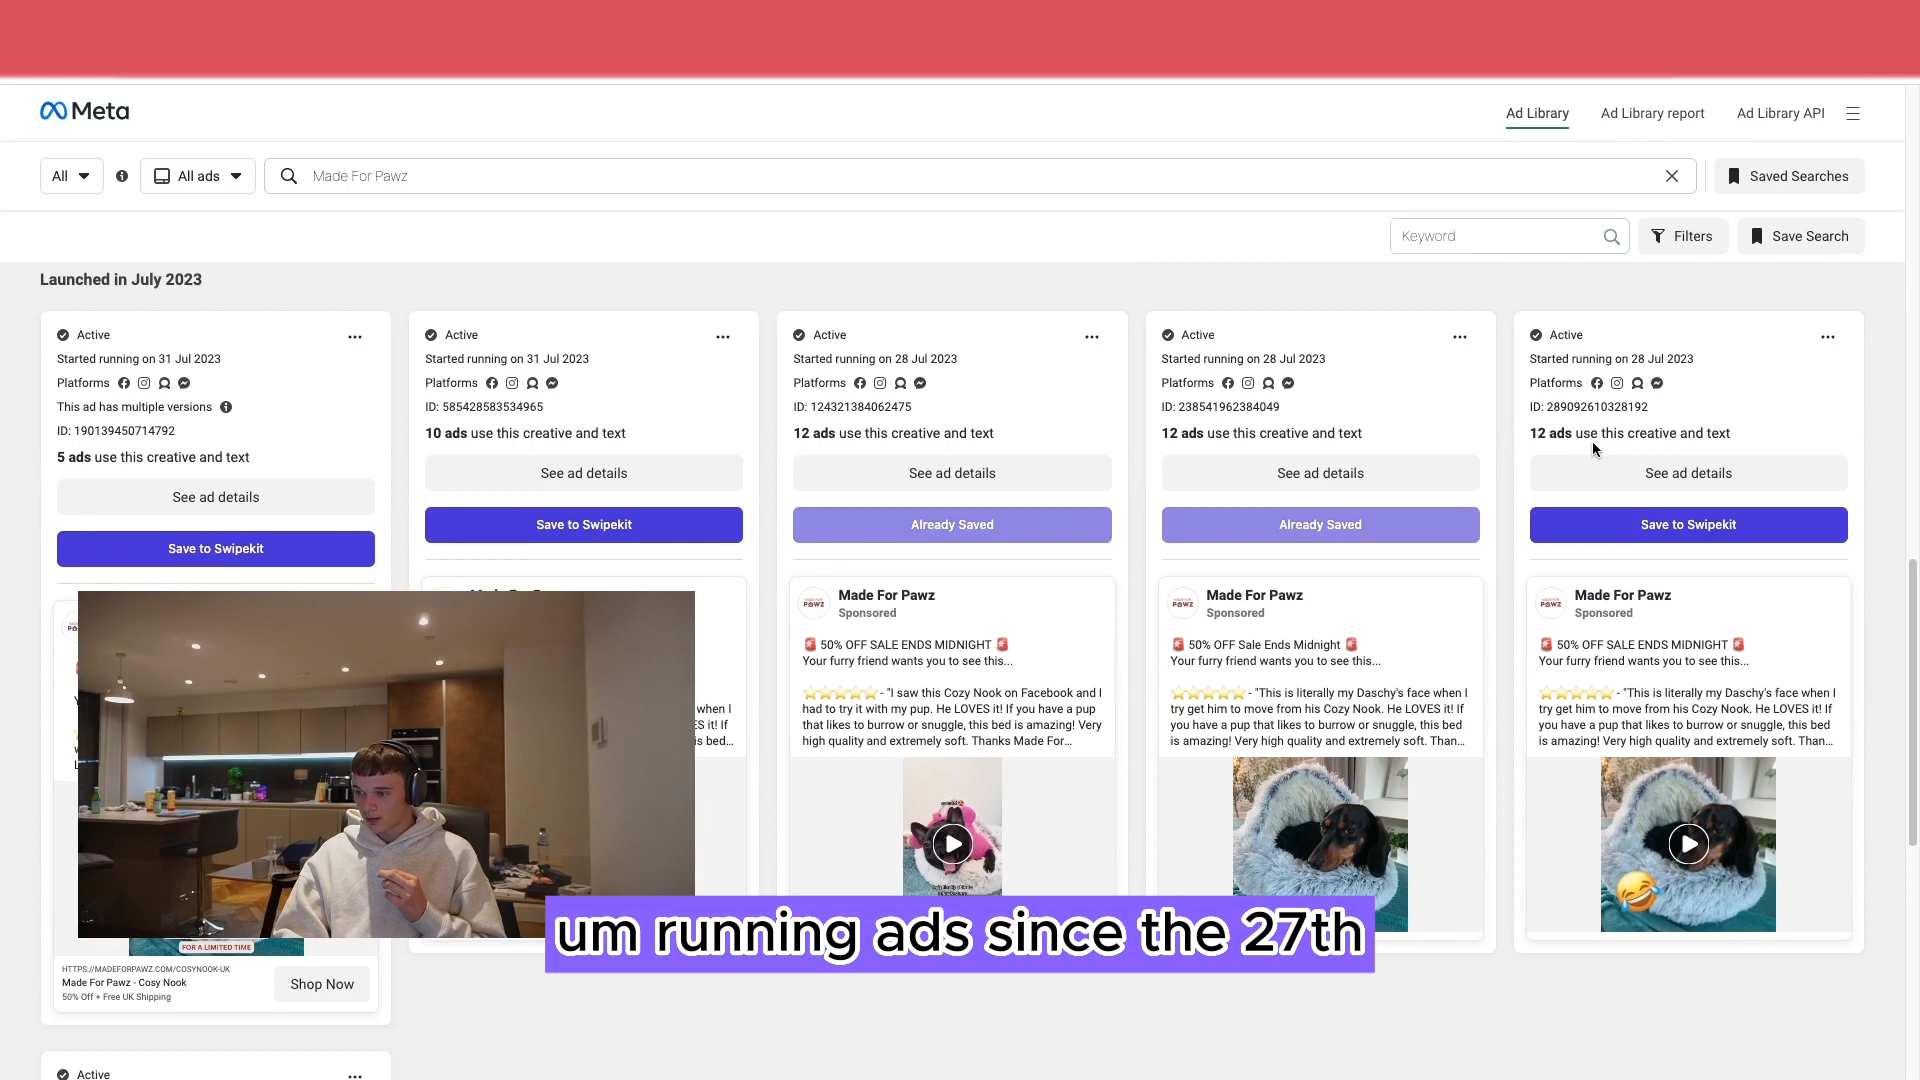 Meta
Ad Library
Ad Library report
Ad Library API
All
All ads
Made For Pawz
Saved Searches
Keyword
Filters
Save Search
Launched in July 2023
Active
Started running on 31 Jul 2023
Platforms
This ad has multiple versions
ID: 190139450714792
5 ads use this creative and text
See ad details
Save to Swipekit
Active
Started running on 31 Jul 2023
Platforms
ID: 585428583534965
10 ads use this creative and text
See ad details
Save to Swipekit
when I
ES it! If
is bed...
Active
Started running on 28 Jul 2023
Platforms
ID: 124321384062475
12 ads use this creative and text
See ad details
Already Saved
MADE FOR
PAWZ
Made For Pawz
Sponsored
🚨 50% OFF SALE ENDS MIDNIGHT 🚨
Your furry friend wants you to see this...
⭐⭐⭐⭐⭐- "I saw this Cozy Nook on Facebook and I
had to try it with my pup. He LOVES it! If you have a pup
that likes to burrow or snuggle, this bed is amazing! Very
high quality and extremely soft. Thanks Made For...
Active
Started running on 28 Jul 2023
Platforms
ID: 238541962384049
12 ads use this creative and text
See ad details
Already Saved
MADE FOR
PAWZ
Made For Pawz
Sponsored
🚨 50% OFF Sale Ends Midnight 🚨
Your furry friend wants you to see this...
⭐⭐⭐⭐⭐ - "This is literally my Daschy's face when I
try get him to move from his Cozy Nook. He LOVES it! If
you have a pup that likes to burrow or snuggle, this bed
is amazing! Very high quality and extremely soft. Than...
Active
Started running on 28 Jul 2023
Platforms
ID: 289092610328192
12 ads use this creative and text
See ad details
Save to Swipekit
MADE FOR
PAWZ
Made For Pawz
Sponsored
🚨 50% OFF SALE ENDS MIDNIGHT 🚨
Your furry friend wants you to see this...
⭐⭐⭐⭐⭐ - "This is literally my Daschy's face when I
try get him to move from his Cozy Nook. He LOVES it! If
you have a pup that likes to burrow or snuggle, this bed
is amazing! Very high quality and extremely soft. Than...
um running ads since the 27th
FOR A LIMITED TIME
HTTPS://MADEFORPAWZ.COM/COSYNOOK-UK
Made For Pawz - Cosy Nook
50% Off + Free UK Shipping
Shop Now
Active